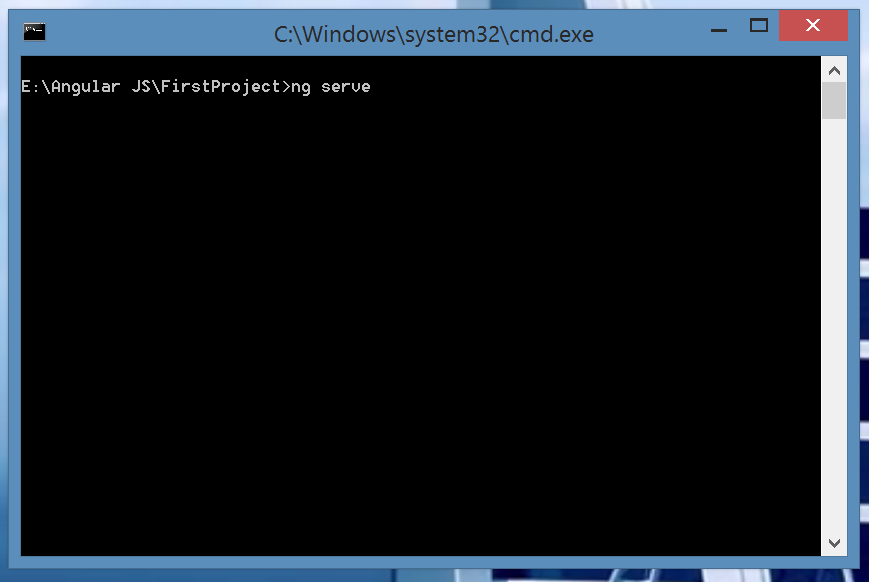 C:\Windows\system32\cmd.exe
E:\Angular JS\FirstProject>ng serve